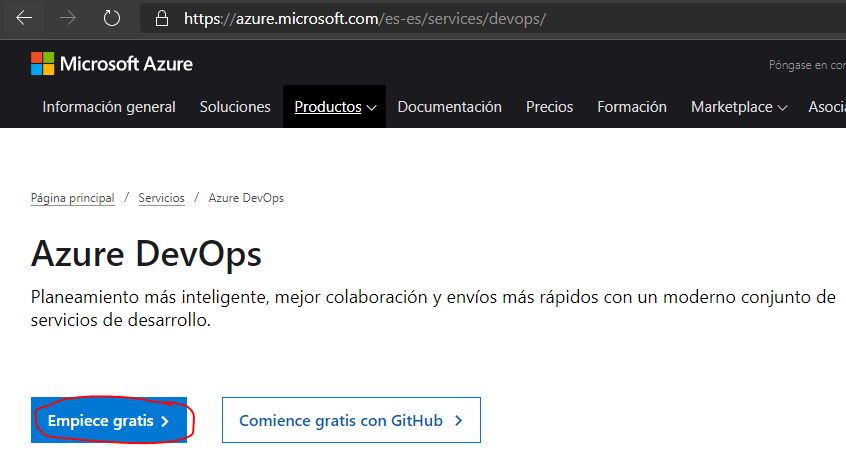 https://azure.microsoft.com/es-es/services/devops/
Microsoft Azure
Póngase en con
Información general Soluciones Productos Documentación Precios Formación Marketplace Asocia
Página principal / Servicios / Azure DevOps
Azure DevOps
Planeamiento más inteligente, mejor colaboración y envíos más rápidos con un moderno conjunto de
servicios de desarrollo.
Empiece gratis Comience gratis con GitHub